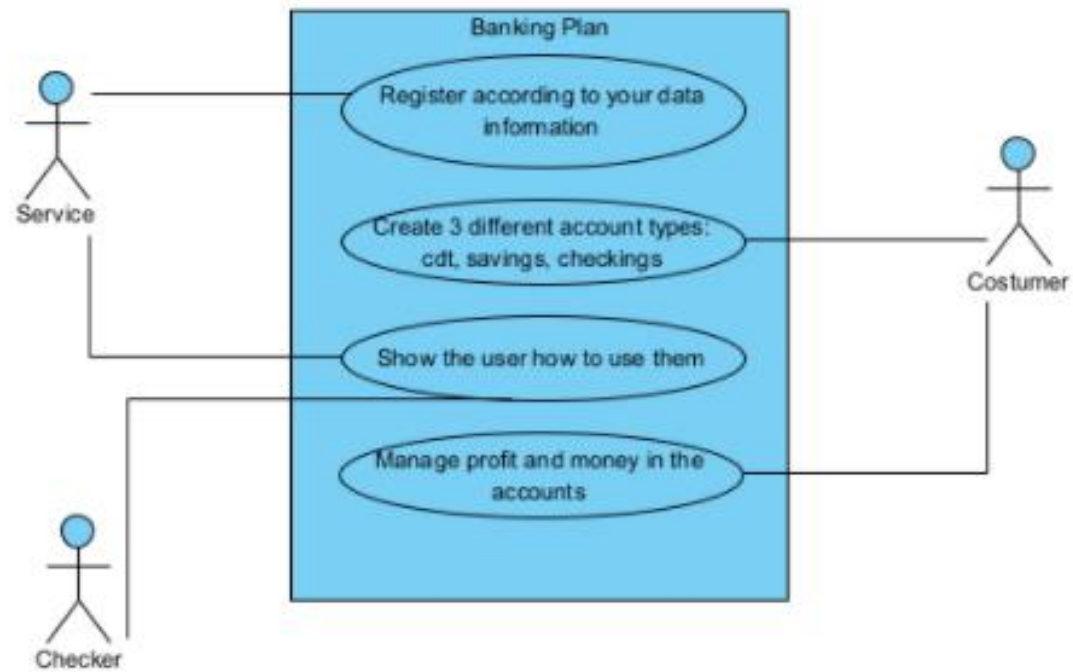 Banking Plan
Register according to your data
information
Service
Create 3 different account types:
cdt, savings, checkings
Costumer
Show the user how to use them
Manage profit and money in the
accounts
Checker